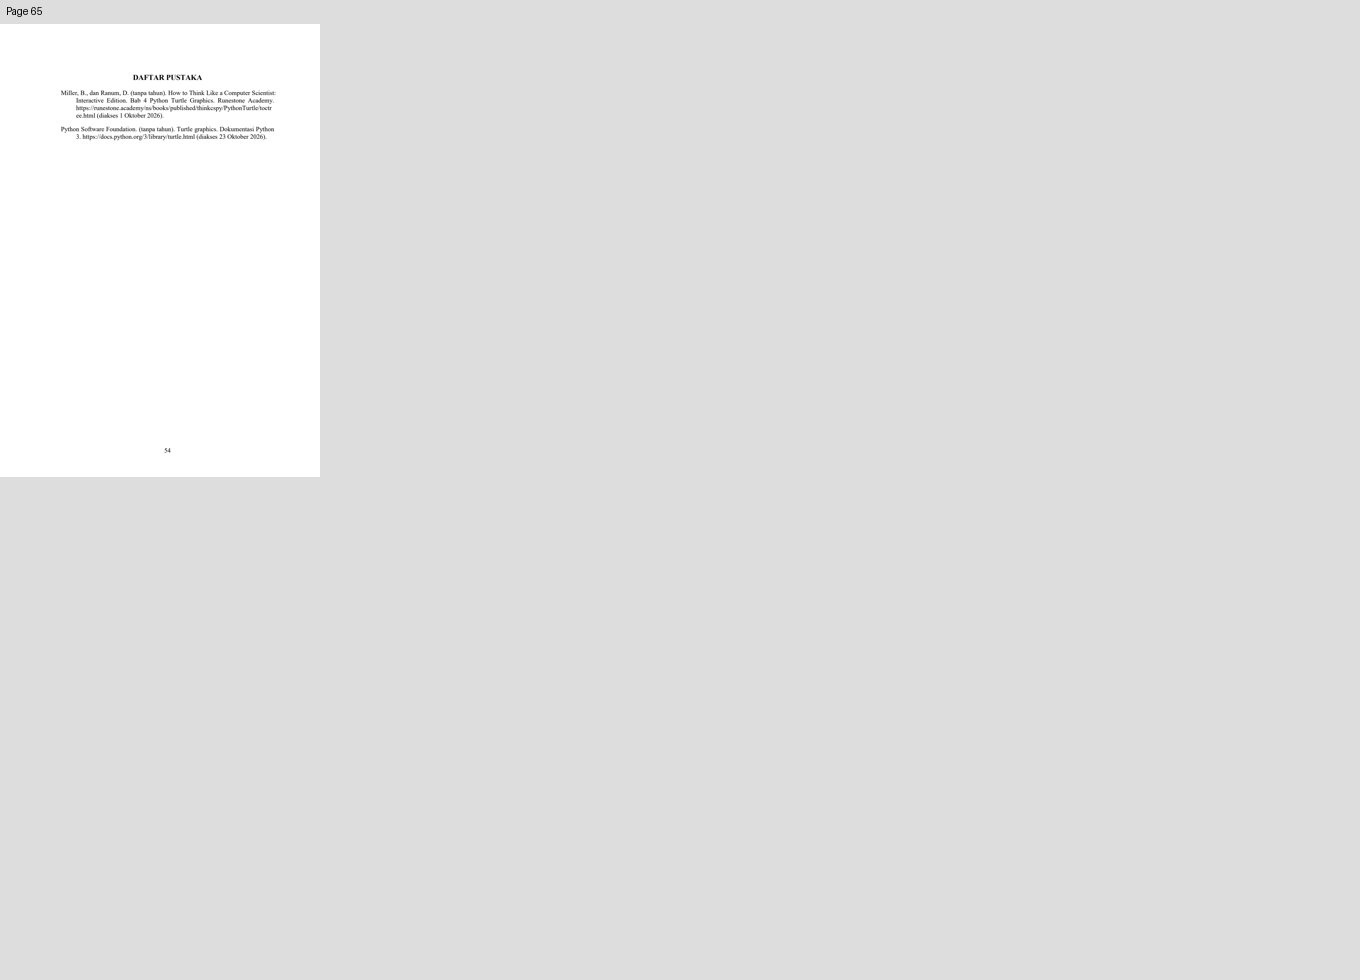 Page 65
DAFTAR PUSTAKA
Miller, B., dan Ranum, D. (tanpa tahun). How to Think Like a Computer Scientist:
Interactive Edition. Bab 4 Python Turtle Graphics. Runestone Academy.
https://runestone.academy/ns/books/published/thinkcspy/PythonTurtle/toctr
ee.html (diakses 1 Oktober 2026).
Python Software Foundation. (tanpa tahun). Turtle graphics. Dokumentasi Python
3. https://docs.python.org/3/library/turtle.html (diakses 23 Oktober 2026).
54